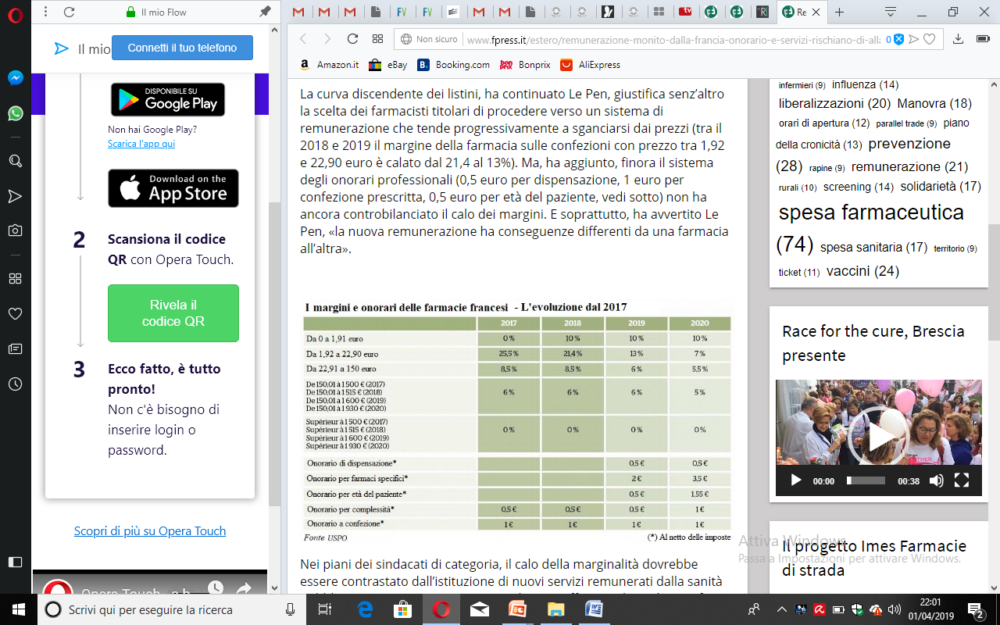 Il mio Flow
Non sicuro
www.fpress.it/estero/remunerazione-monito-dalla-francia-onorario-e-servizi-rischiano-di-all
0
Amazon.it
eBay
Booking.com
Bonprix
AliExpress
Il mio
Connetti il tuo telefono
DISPONIBILE SU
Google Play
Non hai Google Play?
Scarica l'app qui
Download on the
App Store
2
Scansiona il codice
QR con Opera Touch.
Rivela il
codice QR
3
Ecco fatto, è tutto
pronto!
Non c'è bisogno di
inserire login o
password.
Scopri di più su Opera Touch
La curva discendente dei listini, ha continuato Le Pen, giustifica senz'altro
la scelta dei farmacisti titolari di procedere verso un sistema di
remunerazione che tende progressivamente a sganciarsi dai prezzi (tra il
2018 e 2019 il margine della farmacia sulle confezioni con prezzo tra 1,92
e 22,90 euro è calato dal 21,4 al 13%). Ma, ha aggiunto, finora il sistema
degli onorari professionali (0,5 euro per dispensazione, 1 euro per
confezione prescritta, 0,5 euro per età del paziente, vedi sotto) non ha
ancora controbilanciato il calo dei margini. E soprattutto, ha avvertito Le
Pen, «la nuova remunerazione ha conseguenze differenti da una farmacia
all'altra».
I margini e onorari delle farmacie francesi - L'evoluzione dal 2017
2017 2018 2019 2020
Da 0 a 1,91 euro 0 % 10 % 10 % 10 %
Da 1,92 a 22,90 euro 25,5 % 21,4 % 13 % 7 %
Da 22,91 a 150 euro 8,5 % 8,5 % 6 % 5,5 %
De 150,01 à 1 500 € (2017)
De 150,01 à 1 515 € (2018)
De 150,01 à 1 600 € (2019)
De 150,01 à 1 930 € (2020)
6 % 6 % 6 % 5 %
Supérieur à 1 500 € (2017)
Supérieur à 1 515 € (2018)
Supérieur à 1 600 € (2019)
Supérieur à 1 930 € (2020)
0 % 0 % 0 % 0 %
Onorario di dispensazione* 0,5 € 0,5 €
Onorario per farmaci specifici* 2 € 3,5 €
Onorario per età del paziente* 0,5 € 1,55 €
Onorario per complessità* 0,5 € 0,5 € 0,5 € 1 €
Onorario a confezione* 1 € 1 € 1 € 1 €
Fonte USPO (*) Al netto delle imposte
Nei piani dei sindacati di categoria, il calo della marginalità dovrebbe
essere contrastato dall'istituzione di nuovi servizi remunerati dalla sanità
infermieri (9) influenza (14)
liberalizzazioni (20) Manovra (18)
orari di apertura (12) parallel trade (9) piano
della cronicità (13) prevenzione
(28) rapine (9) remunerazione (21)
rurali (10) screening (14) solidarietà (17)
spesa farmaceutica
(74) spesa sanitaria (17) territorio (9)
ticket (11) vaccini (24)
Race for the cure, Brescia
presente
00:00
00:38
Il progetto Imes Farmacie
di strada
Attiva Windows
Passa a Impostazioni per attivare Windows.
Scrivi qui per eseguire la ricerca
22:01
01/04/2019
2